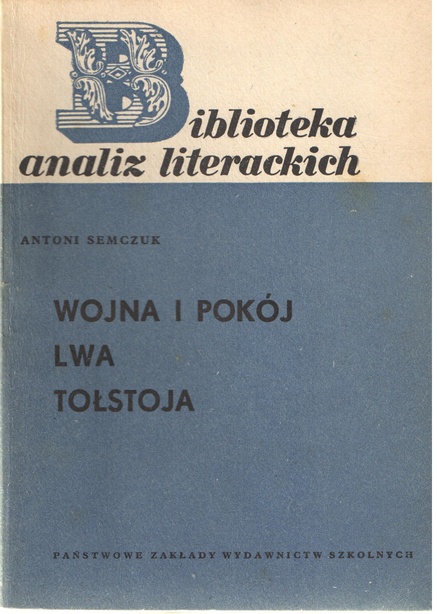 Biblioteka
analiz literackich
ANTONI SEMCZUK
WOJNA I POKÓJ
LWA
TOŁSTOJA
PAŃSTWOWE ZAKŁADY WYDAWNICTW SZKOLNYCH